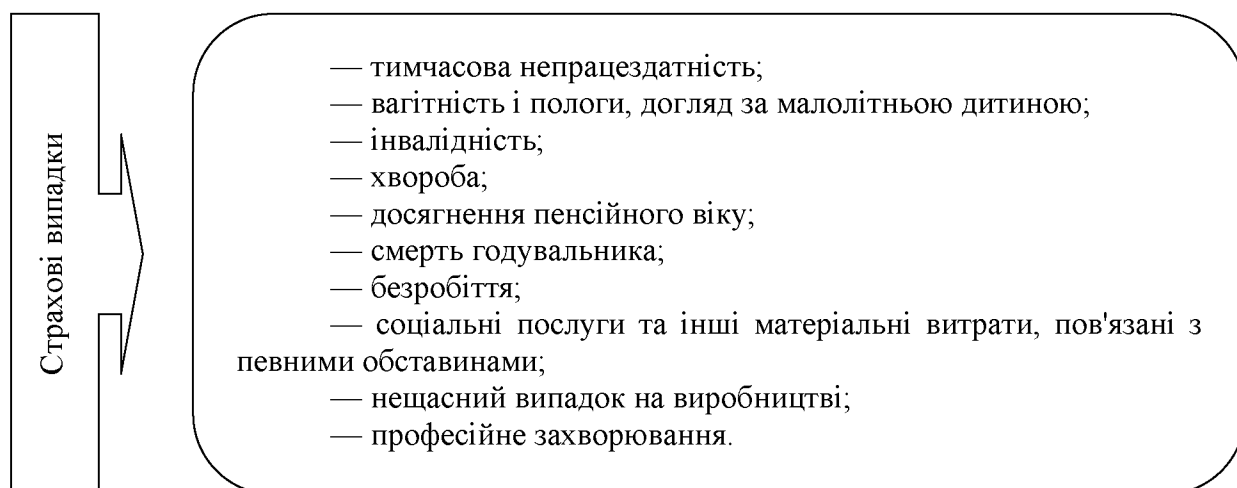 Страхові випадки
— тимчасова непрацездатність;
— вагітність і пологи, догляд за малолітньою дитиною;
— інвалідність;
— хвороба;
— досягнення пенсійного віку;
— смерть годувальника;
— безробіття;
— соціальні послуги та інші матеріальні витрати, пов'язані з
певними обставинами;
— нещасний випадок на виробництві;
— професійне захворювання.